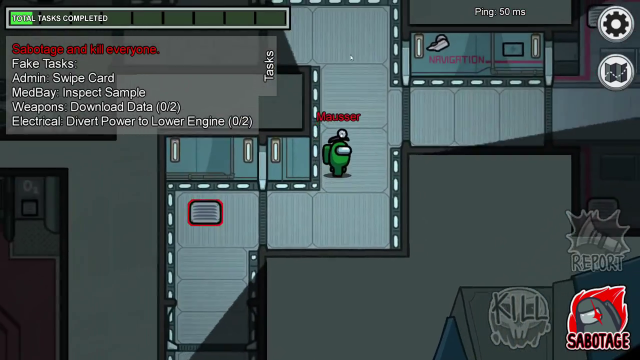 TOTAL TASKS COMPLETED
Ping: 50 ms
Sabotage and kill everyone.
Fake Tasks:
Admin: Swipe Card
MedBay: Inspect Sample
Weapons: Download Data (0/2)
Electrical: Divert Power to Lower Engine (0/2)
Tasks
NAVIGATION
Mausser
REPORT
KILL
SABOTAGE